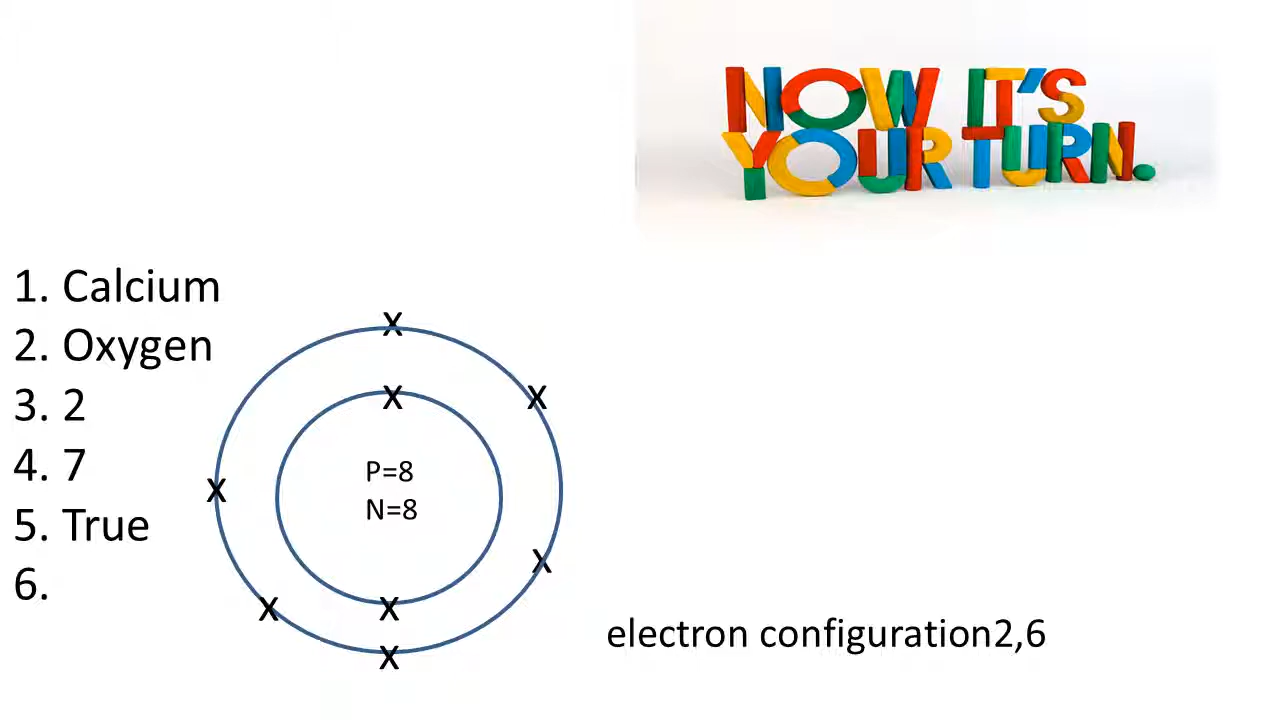 NOW IT'S
YOUR TURN.
1. Calcium
2. Oxygen
3. 2
4. 7
5. True
6.
X
X
X
P=8
N=8
X
X
X
X
X
electron configuration2,6